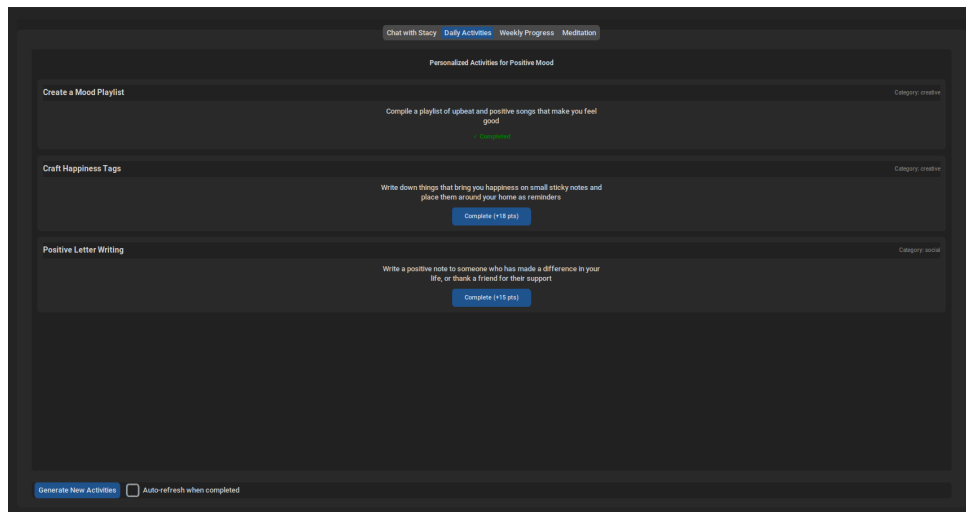 Chat with Stacy Daily Activities Weekly Progress Meditation
Personalized Activities for Positive Mood
Create a Mood Playlist Category: creative
Compile a playlist of upbeat and positive songs that make you feel
good
✓ Completed
Craft Happiness Tags Category: creative
Write down things that bring you happiness on small sticky notes and
place them around your home as reminders
Complete (+18 pts)
Positive Letter Writing Category: social
Write a positive note to someone who has made a difference in your
life, or thank a friend for their support
Complete (+15 pts)
Generate New Activities Auto-refresh when completed